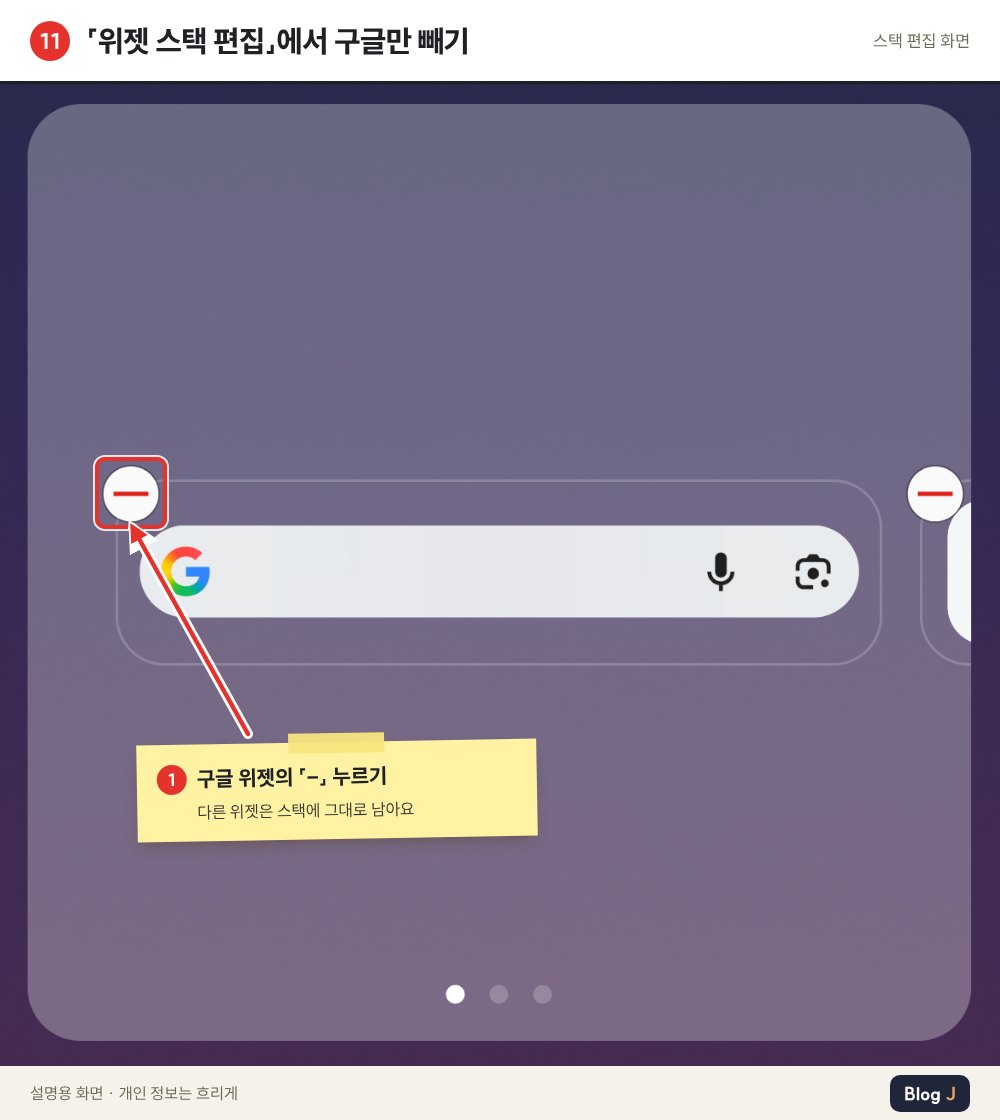 11 「위젯 스택 편집」에서 구글만 빼기
스택 편집 화면
1 구글 위젯의 「−」 누르기
다른 위젯은 스택에 그대로 남아요
설명용 화면 · 개인 정보는 흐리게
Blog J